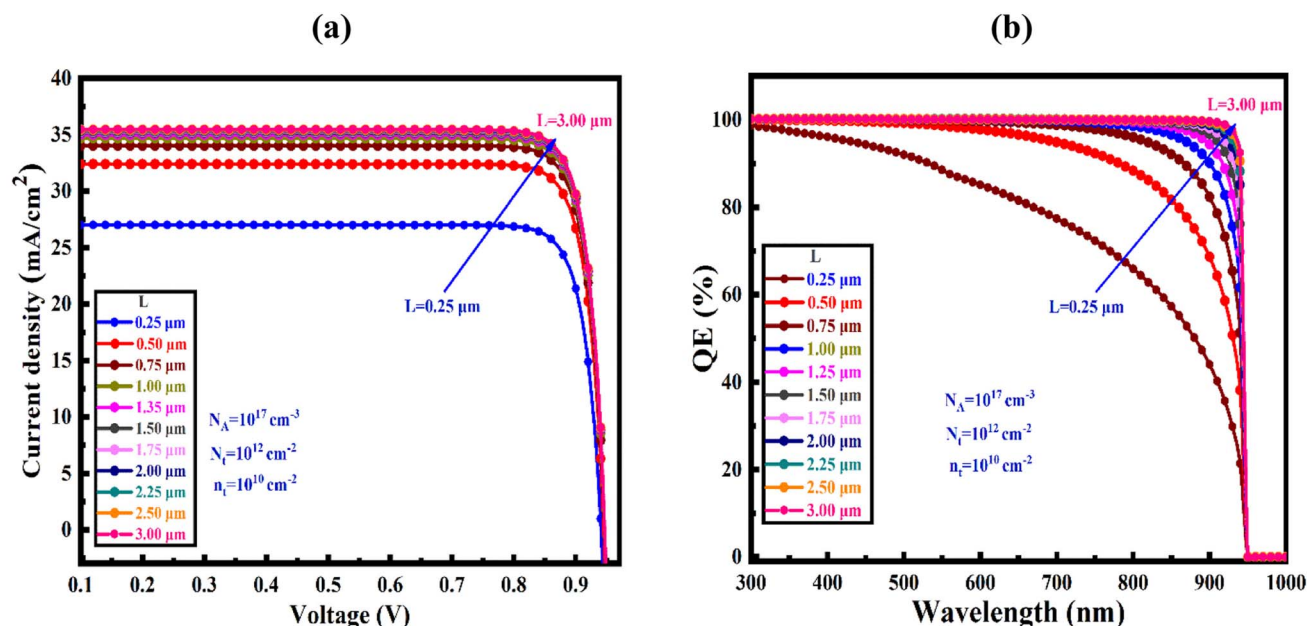 (a)
Current density (mA/cm²)
40
35
30
25
20
15
10
5
0
L=3.00 µm
L=0.25 µm
L
0.25 µm
0.50 µm
0.75 µm
1.00 µm
1.35 µm
1.50 µm
1.75 µm
2.00 µm
2.25 µm
2.50 µm
3.00 µm
N_A=10¹⁷ cm⁻³
N_t=10¹² cm⁻²
n_t=10¹⁰ cm⁻²
0.1 0.2 0.3 0.4 0.5 0.6 0.7 0.8 0.9
Voltage (V)
(b)
QE (%)
100
80
60
40
20
0
L=3.00 µm
L=0.25 µm
L
0.25 µm
0.50 µm
0.75 µm
1.00 µm
1.25 µm
1.50 µm
1.75 µm
2.00 µm
2.25 µm
2.50 µm
3.00 µm
N_A=10¹⁷ cm⁻³
N_t=10¹² cm⁻²
n_t=10¹⁰ cm⁻²
300 400 500 600 700 800 900 1000
Wavelength (nm)